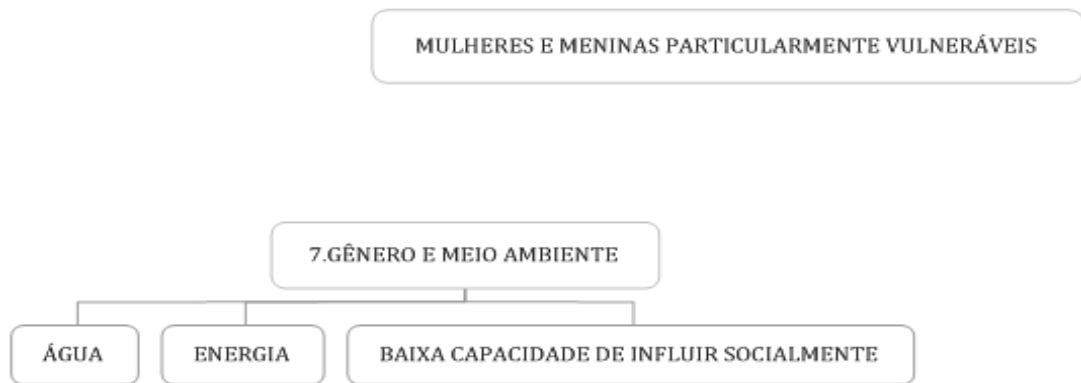 MULHERES E MENINAS PARTICULARMENTE VULNERÁVEIS
7.GÊNERO E MEIO AMBIENTE
ÁGUA
ENERGIA
BAIXA CAPACIDADE DE INFLUIR SOCIALMENTE